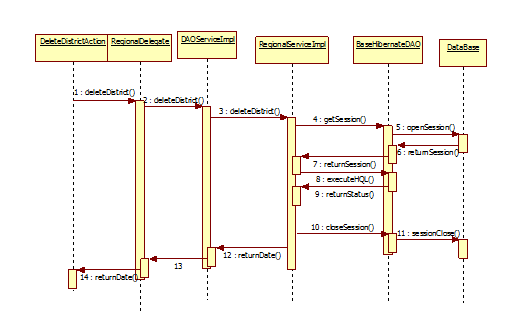 DeleteDistrictAction
RegionalDelegate
DAOServiceImpl
RegionalServiceImpl
BaseHibernateDAO
DataBase
1 : deleteDistrict()
2 : deleteDistrict()
3 : deleteDistrict()
4 : getSession()
5 : openSession()
6 : returnSession()
7 : returnSession()
8 : executeHQL()
9 : returnStatus()
10 : closeSession()
11 : sessionClose()
12 : returnDate()
13
14 : returnDate()